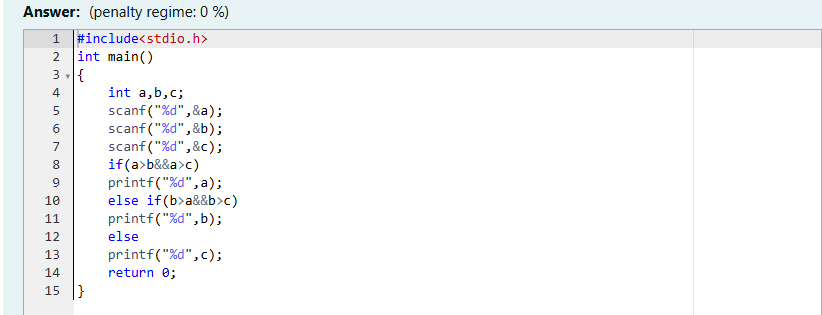 Answer: (penalty regime: 0 %)
1 #include<stdio.h>
2 int main()
3 {
4 int a,b,c;
5 scanf("%d",&a);
6 scanf("%d",&b);
7 scanf("%d",&c);
8 if(a>b&&a>c)
9 printf("%d",a);
10 else if(b>a&&b>c)
11 printf("%d",b);
12 else
13 printf("%d",c);
14 return 0;
15 }